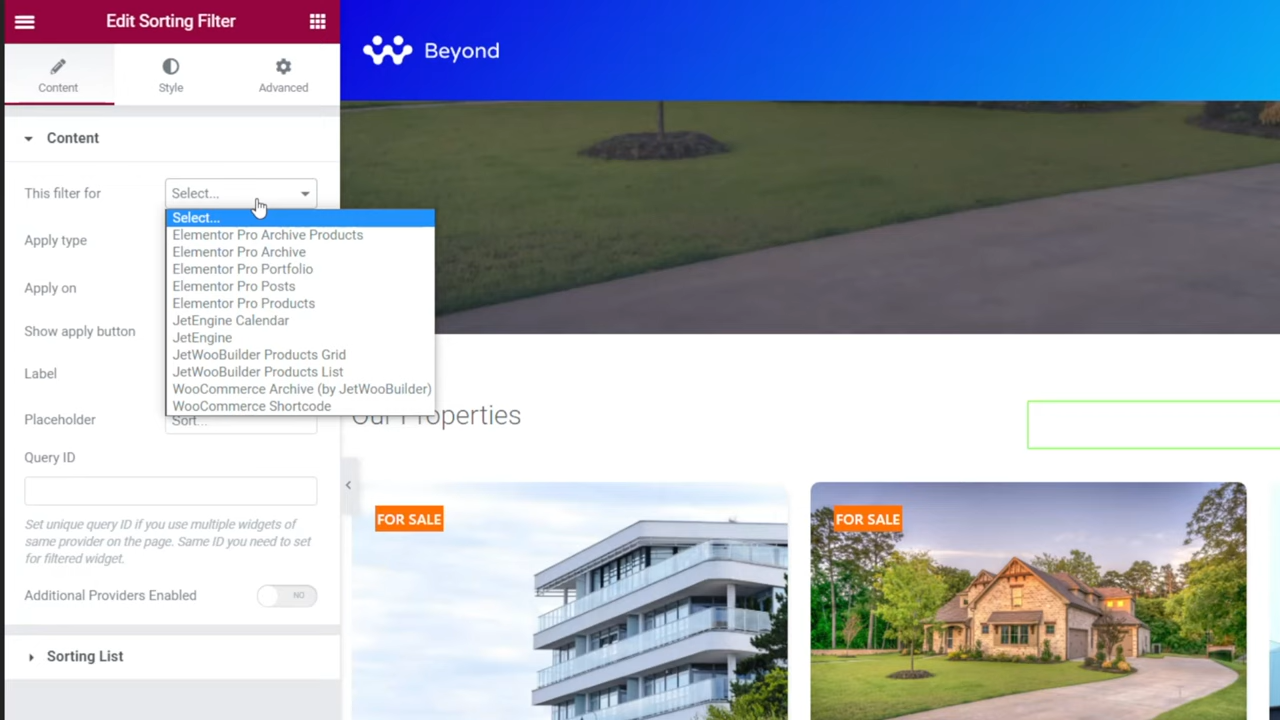 Edit Sorting Filter
Content
Style
Advanced
Content
This filter for
Select...
Select...
Elementor Pro Archive Products
Elementor Pro Archive
Elementor Pro Portfolio
Elementor Pro Posts
Elementor Pro Products
JetEngine Calendar
JetEngine
JetWooBuilder Products Grid
JetWooBuilder Products List
WooCommerce Archive (by JetWooBuilder)
WooCommerce Shortcode
Apply type
Apply on
Show apply button
Label
Placeholder
Sort...
Query ID
Set unique query ID if you use multiple widgets of
same provider on the page. Same ID you need to set
for filtered widget.
Additional Providers Enabled
NO
Sorting List
Beyond
Our Properties
FOR SALE
FOR SALE